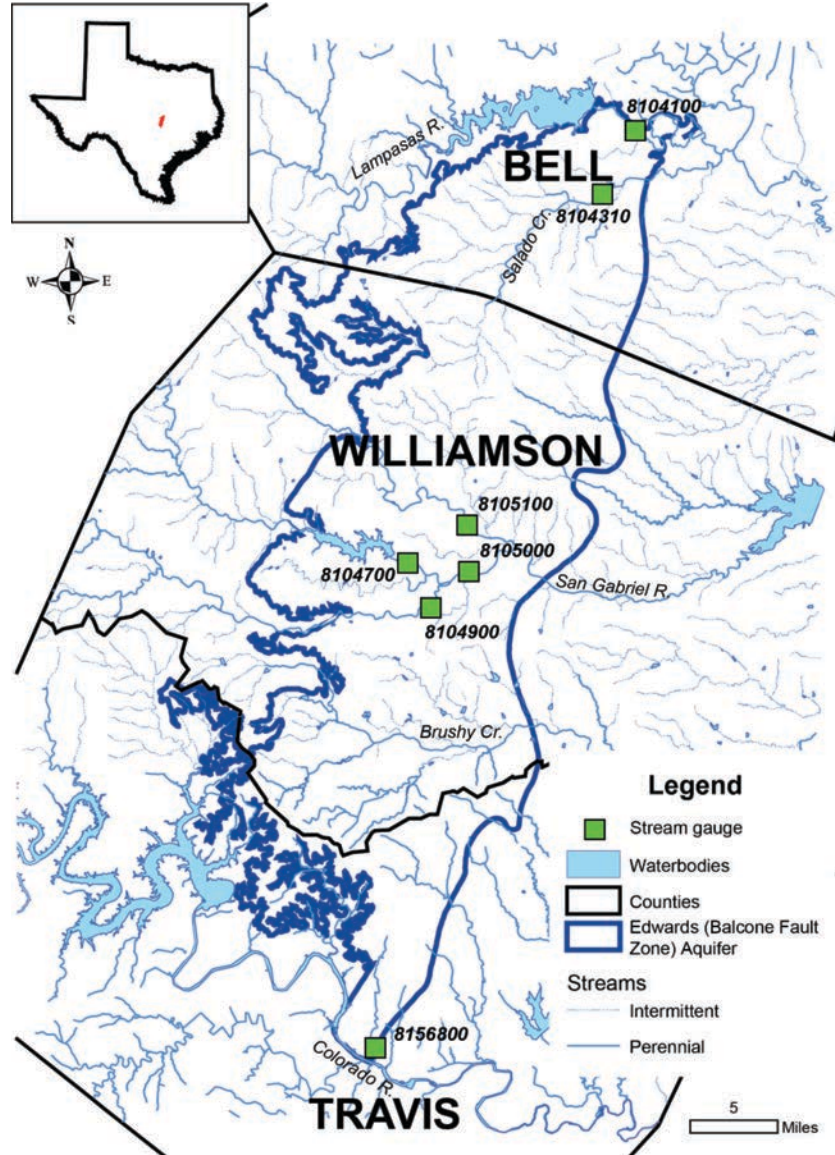 8104100
Lampasas R.
BELL
8104310
Salado Cr.
N
W E
S
WILLIAMSON
8105100
8105000
8104700
San Gabriel R.
8104900
Brushy Cr.
Legend
Stream gauge
Waterbodies
Counties
Edwards (Balcone Fault
Zone) Aquifer
Streams
Intermittent
Perennial
8156800
Colorado R.
TRAVIS
5
Miles